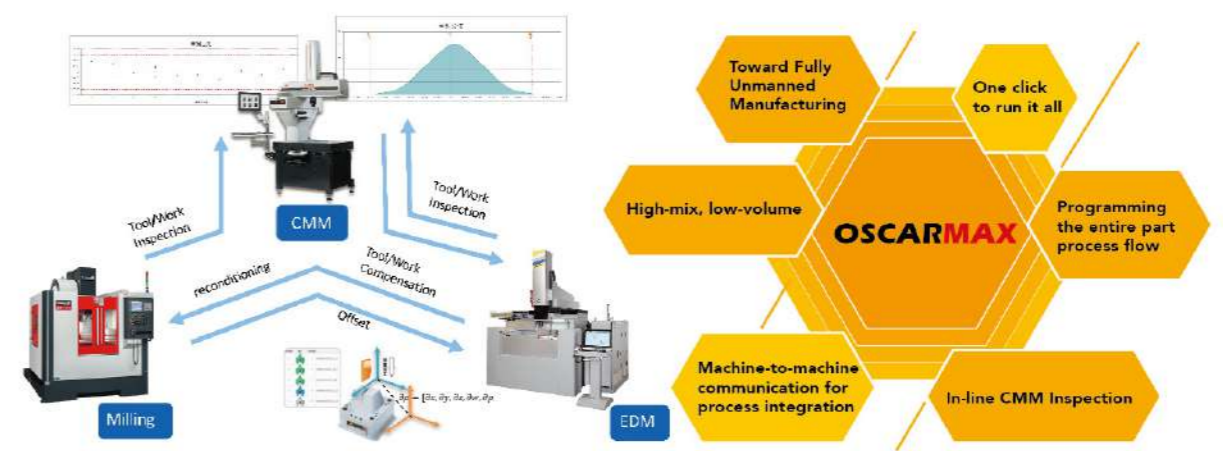 CMM
Tool/Work
Inspection
Tool/Work
Inspection
reconditioning
Tool/Work
Compensation
Offset
Milling
EDM
Toward Fully
Unmanned
Manufacturing
One click
to run it all
High-mix, low-volume
OSCARMAX
Programming
the entire part
process flow
Machine-to-machine
communication for
process integration
In-line CMM Inspection